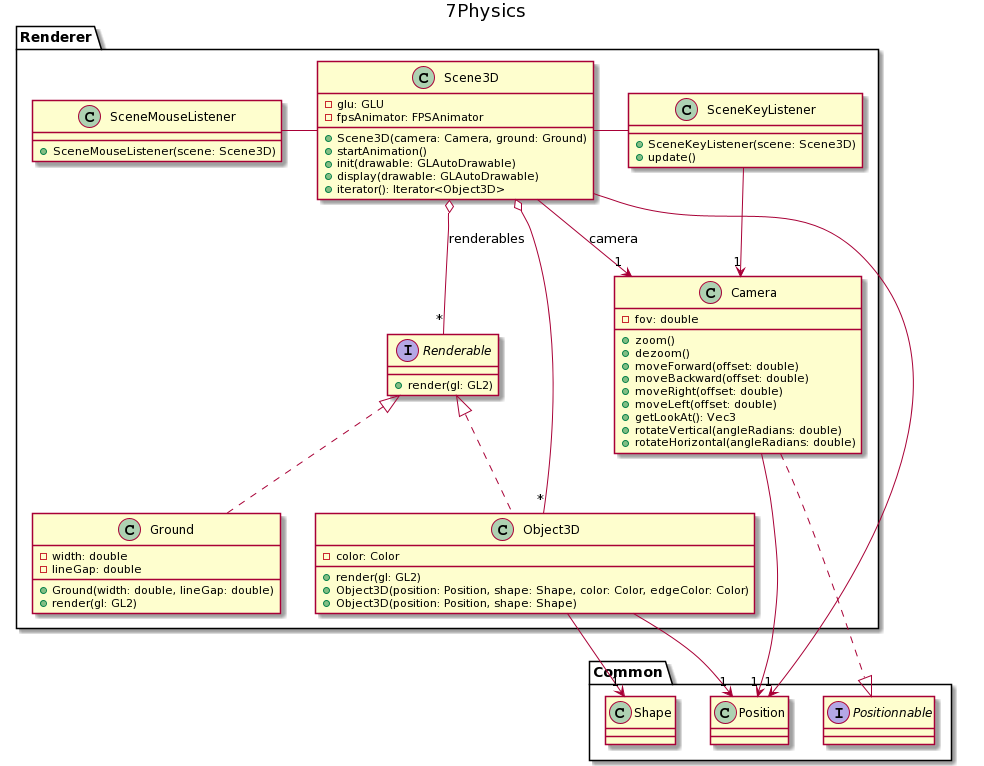 7Physics
Renderer
C Scene3D
glu: GLU
fpsAnimator: FPSAnimator
Scene3D(camera: Camera, ground: Ground)
startAnimation()
init(drawable: GLAutoDrawable)
display(drawable: GLAutoDrawable)
iterator(): Iterator<Object3D>
C SceneMouseListener
SceneMouseListener(scene: Scene3D)
C SceneKeyListener
SceneKeyListener(scene: Scene3D)
update()
renderables
*
camera
1
1
C Camera
fov: double
zoom()
dezoom()
moveForward(offset: double)
moveBackward(offset: double)
moveRight(offset: double)
moveLeft(offset: double)
getLookAt(): Vec3
rotateVertical(angleRadians: double)
rotateHorizontal(angleRadians: double)
I Renderable
render(gl: GL2)
*
C Ground
width: double
lineGap: double
Ground(width: double, lineGap: double)
render(gl: GL2)
C Object3D
color: Color
render(gl: GL2)
Object3D(position: Position, shape: Shape, color: Color, edgeColor: Color)
Object3D(position: Position, shape: Shape)
Common
1
1
1
1
C Shape
C Position
I Positionnable